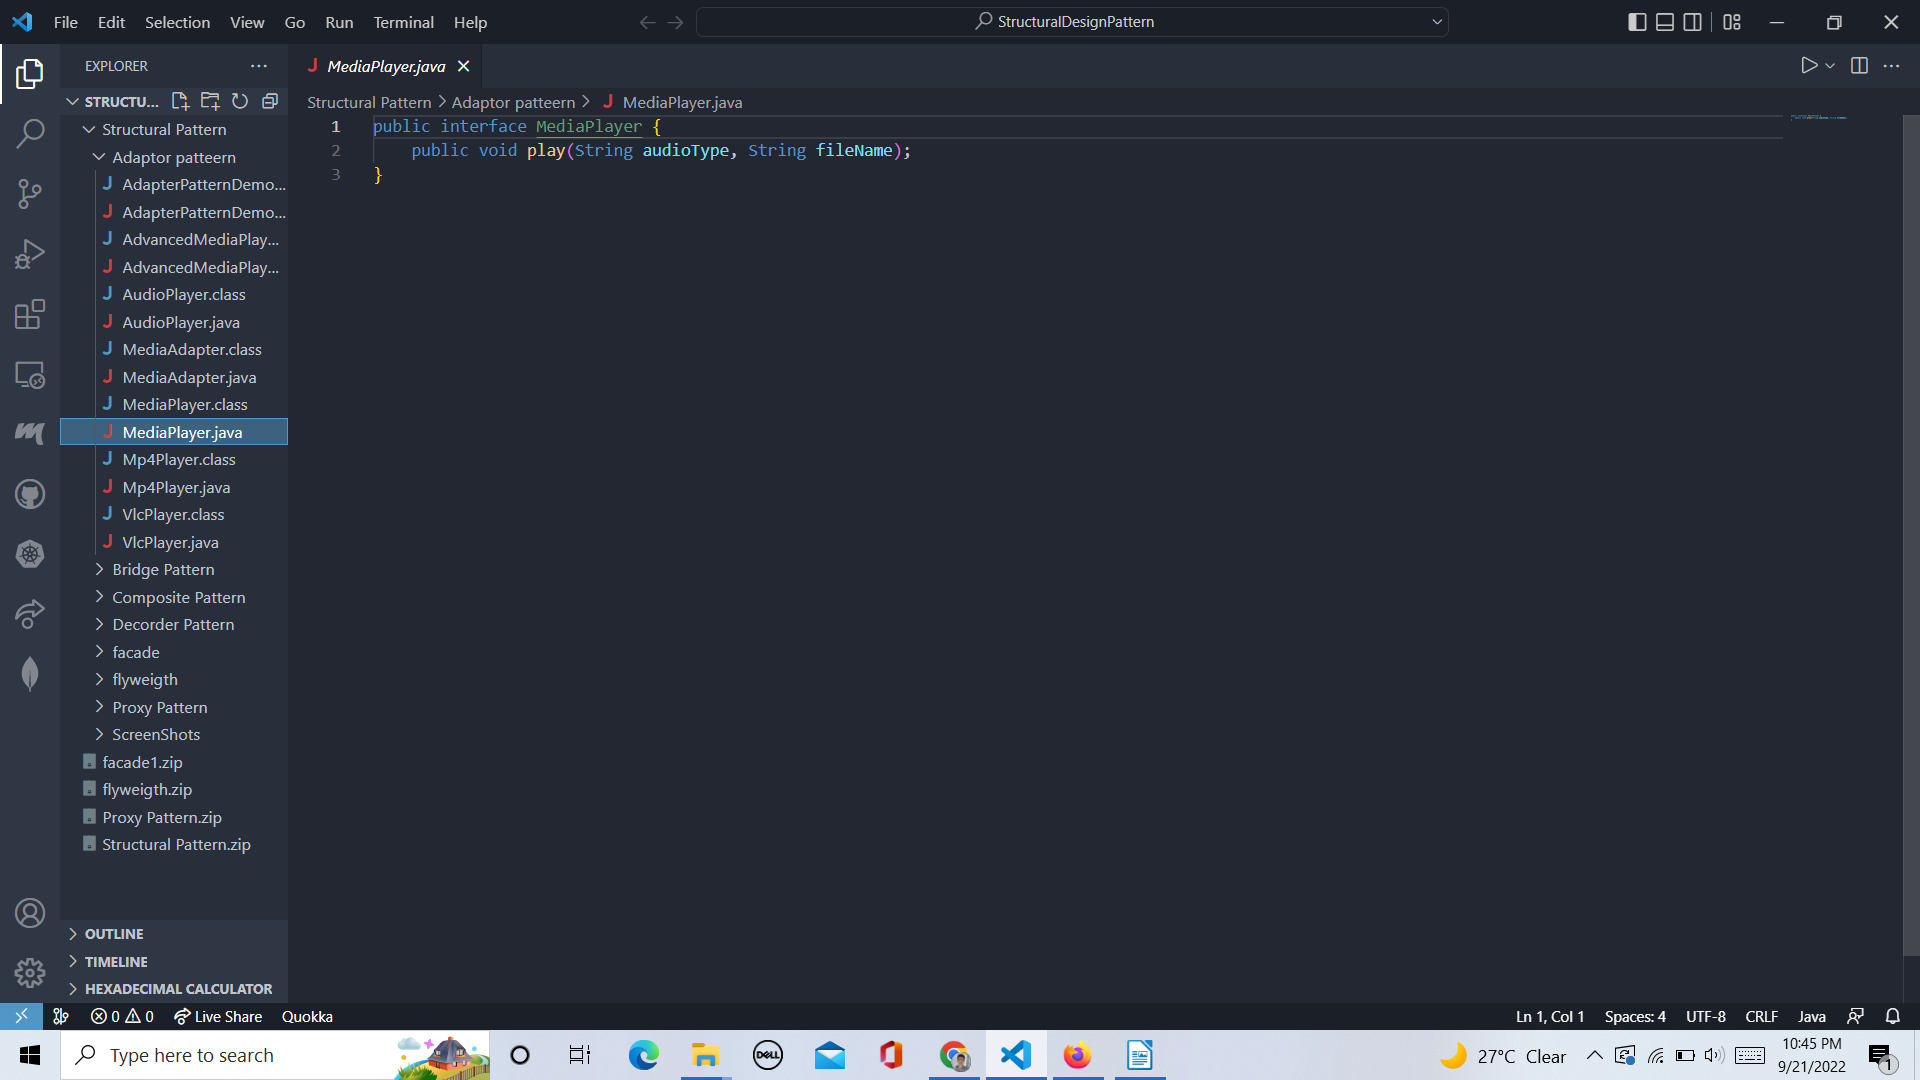 File Edit Selection View Go Run Terminal Help
StructuralDesignPattern
EXPLORER
MediaPlayer.java
STRUCTU...
Structural Pattern
Adaptor patteern
AdapterPatternDemo...
AdapterPatternDemo...
AdvancedMediaPlay...
AdvancedMediaPlay...
AudioPlayer.class
AudioPlayer.java
MediaAdapter.class
MediaAdapter.java
MediaPlayer.class
MediaPlayer.java
Mp4Player.class
Mp4Player.java
VlcPlayer.class
VlcPlayer.java
Bridge Pattern
Composite Pattern
Decorder Pattern
facade
flyweigth
Proxy Pattern
ScreenShots
facade1.zip
flyweigth.zip
Proxy Pattern.zip
Structural Pattern.zip
OUTLINE
TIMELINE
HEXADECIMAL CALCULATOR
Structural Pattern > Adaptor patteern > MediaPlayer.java
1 public interface MediaPlayer {
2 public void play(String audioType, String fileName);
3 }
0 0 Live Share Quokka
Ln 1, Col 1 Spaces: 4 UTF-8 CRLF Java
Type here to search
DELL
27°C Clear
10:45 PM
9/21/2022
1